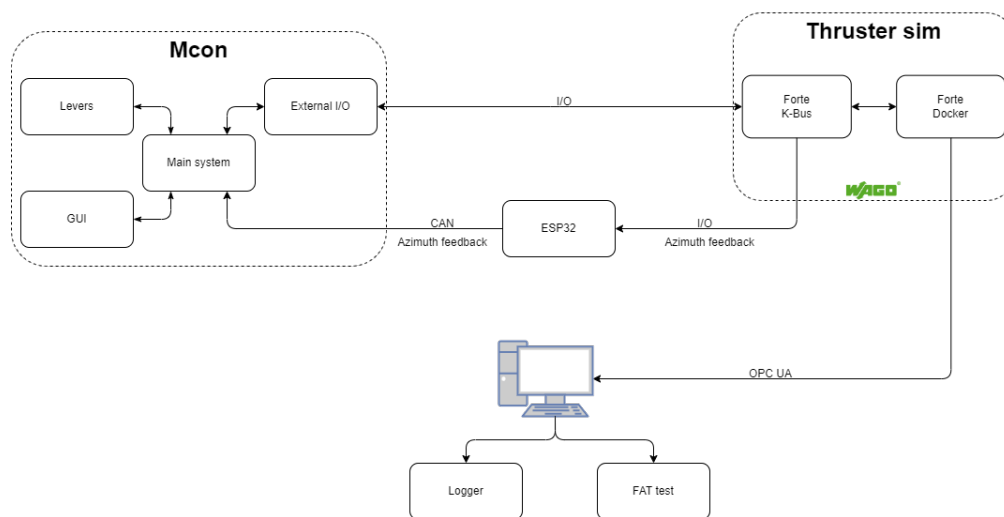 Mcon
Thruster sim
Levers
External I/O
I/O
Forte
K-Bus
Forte
Docker
Main system
GUI
WAGO®
CAN
Azimuth feedback
ESP32
I/O
Azimuth feedback
OPC UA
Logger
FAT test